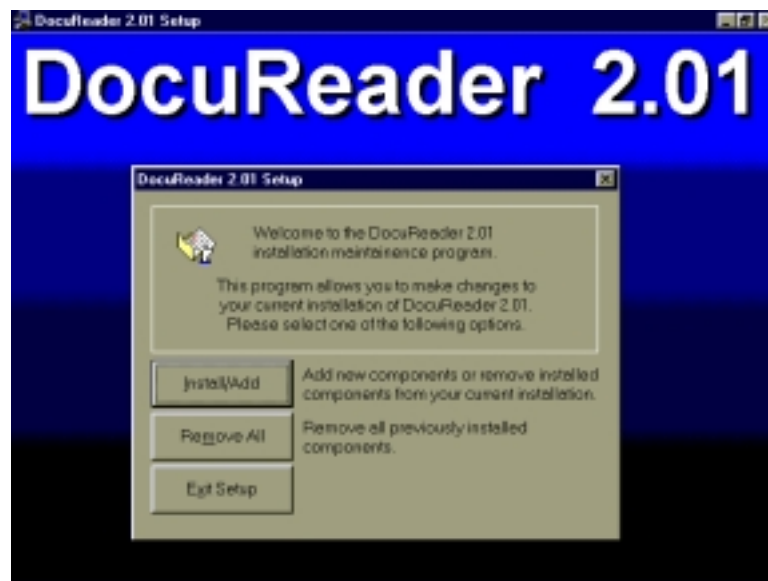 DocuReader 2.01 Setup
DocuReader 2.01
DocuReader 2.01 Setup
Welcome to the DocuReader 2.01
installation maintainence program.
This program allows you to make changes to
your current installation of DocuReader 2.01.
Please select one of the following options.
Install/Add
Add new components or remove installed
components from your current installation.
Remove All
Remove all previously installed
components.
Exit Setup